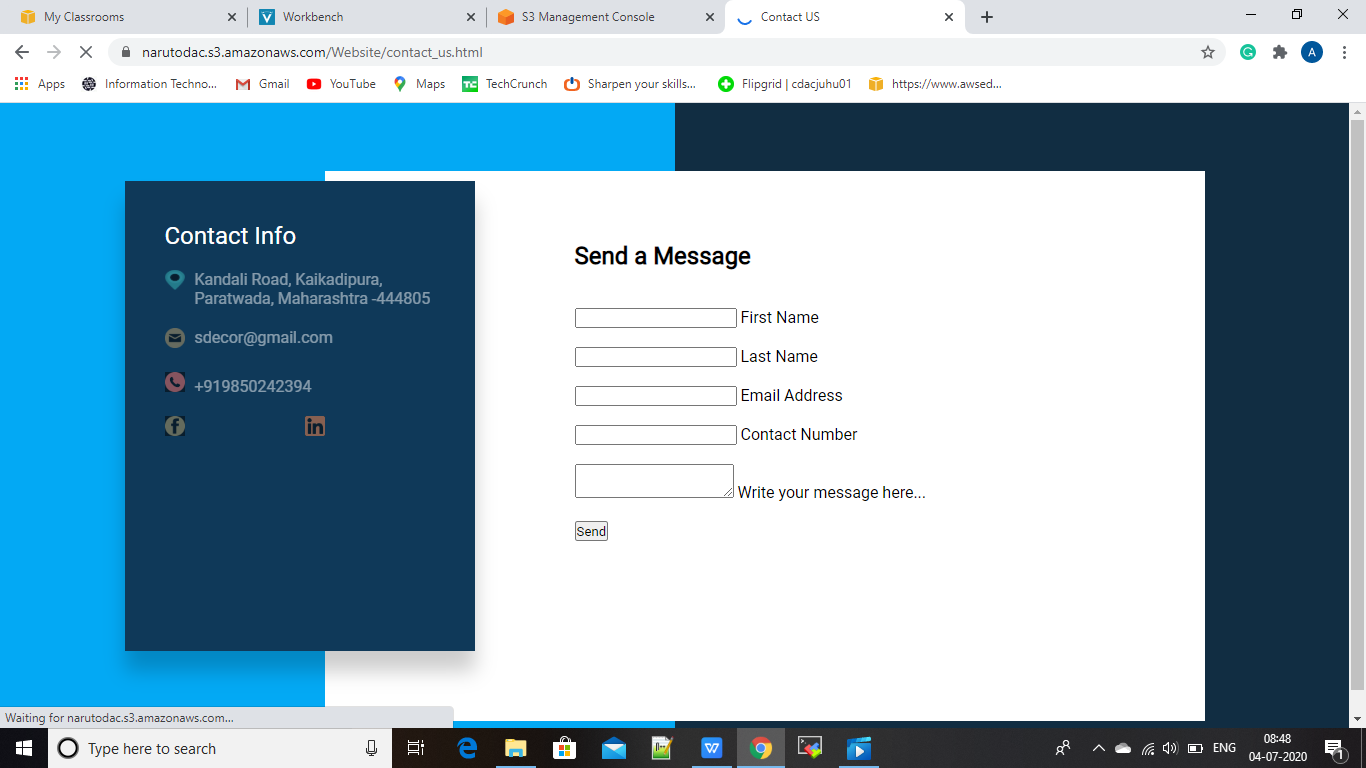 My Classrooms
Workbench
S3 Management Console
Contact US
narutodac.s3.amazonaws.com/Website/contact_us.html
A
Apps
Information Techno...
Gmail
YouTube
Maps
TechCrunch
Sharpen your skills...
Flipgrid | cdacjuhu01
https://www.awsed...
Contact Info
Kandali Road, Kaikadipura,
Paratwada, Maharashtra -444805
sdecor@gmail.com
+919850242394
Send a Message
First Name
Last Name
Email Address
Contact Number
Write your message here...
Send
Waiting for narutodac.s3.amazonaws.com...
Type here to search
ENG
08:48
04-07-2020
1